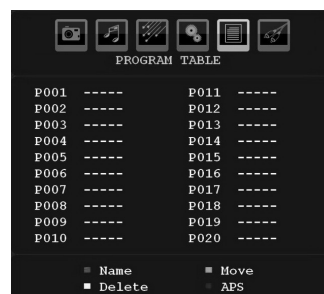 PROGRAM TABLE
P001 ----- P011 -----
P002 ----- P012 -----
P003 ----- P013 -----
P004 ----- P014 -----
P005 ----- P015 -----
P006 ----- P016 -----
P007 ----- P017 -----
P008 ----- P018 -----
P009 ----- P019 -----
P010 ----- P020 -----
Name Move
Delete APS